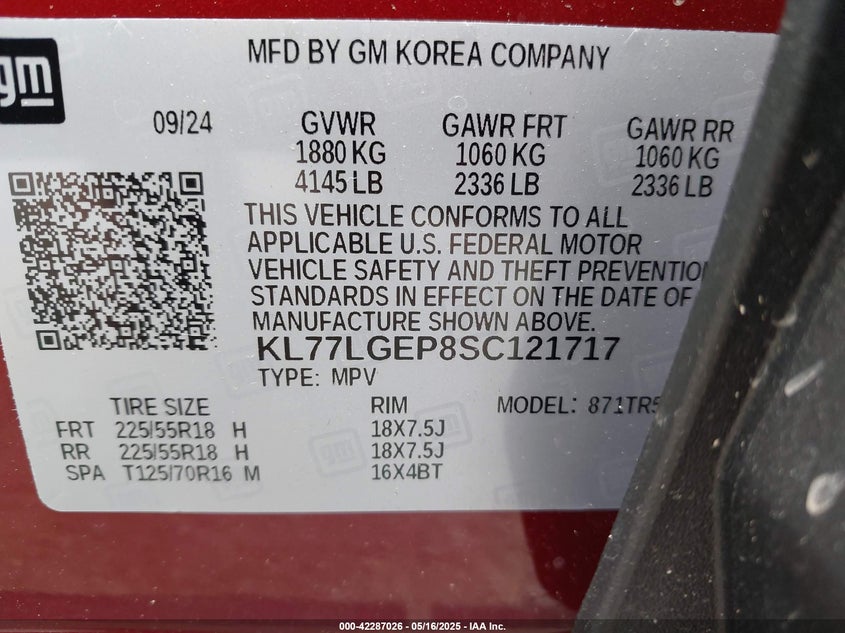 gm
MFD BY GM KOREA COMPANY
09/24 GVWR GAWR FRT GAWR RR
1880 KG 1060 KG 1060 KG
4145 LB 2336 LB 2336 LB
THIS VEHICLE CONFORMS TO ALL
APPLICABLE U.S. FEDERAL MOTOR
VEHICLE SAFETY AND THEFT PREVENTION
STANDARDS IN EFFECT ON THE DATE OF
MANUFACTURE SHOWN ABOVE.
KL77LGEP8SC121717
TYPE: MPV
TIRE SIZE RIM MODEL: 871TR5
FRT 225/55R18 H 18X7.5J
RR 225/55R18 H 18X7.5J
SPA T125/70R16 M 16X4BT
000-42287026 - 05/16/2025 - IAA Inc.